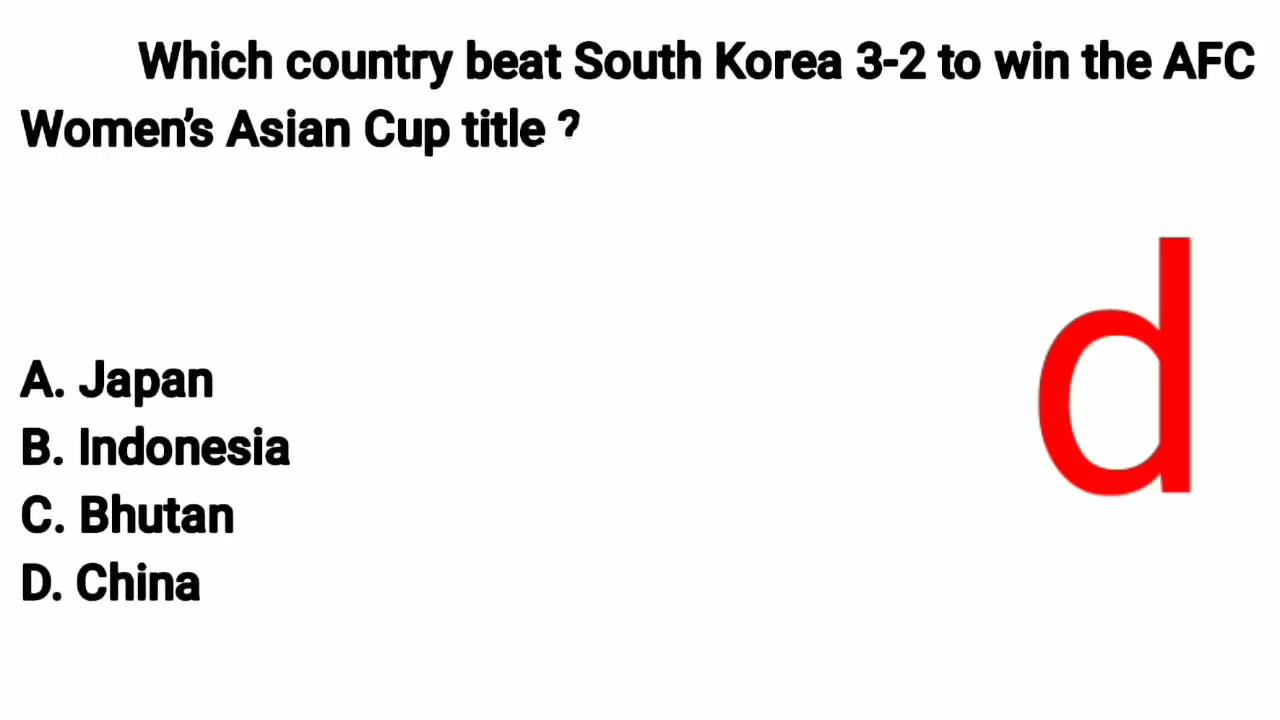 Which country beat South Korea 3-2 to win the AFC
Women's Asian Cup title ?
d
A. Japan
B. Indonesia
C. Bhutan
D. China